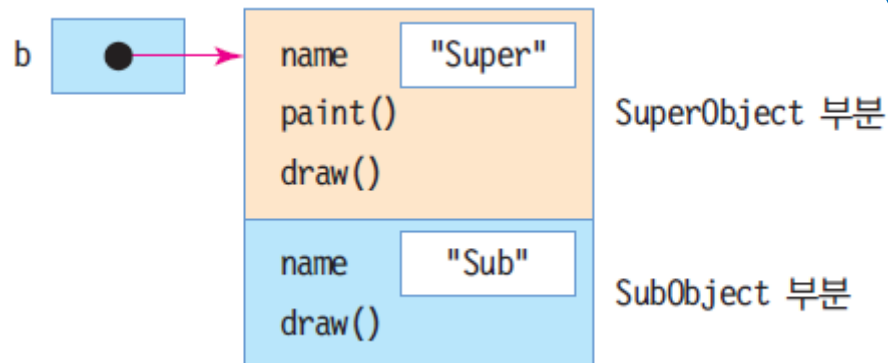 b
name "Super"
paint()
draw()
SuperObject 부분
name "Sub"
draw()
SubObject 부분